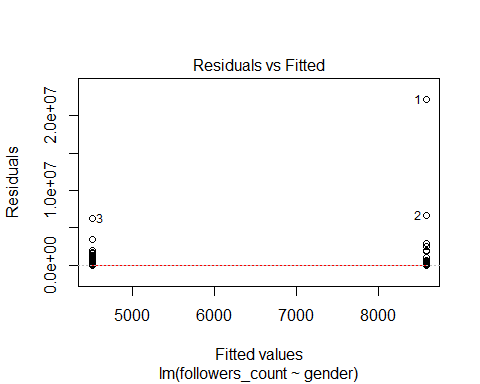 Residuals vs Fitted
Residuals
0.0e+00
1.0e+07
2.0e+07
1
2
3
5000
6000
7000
8000
Fitted values
lm(followers_count ~ gender)